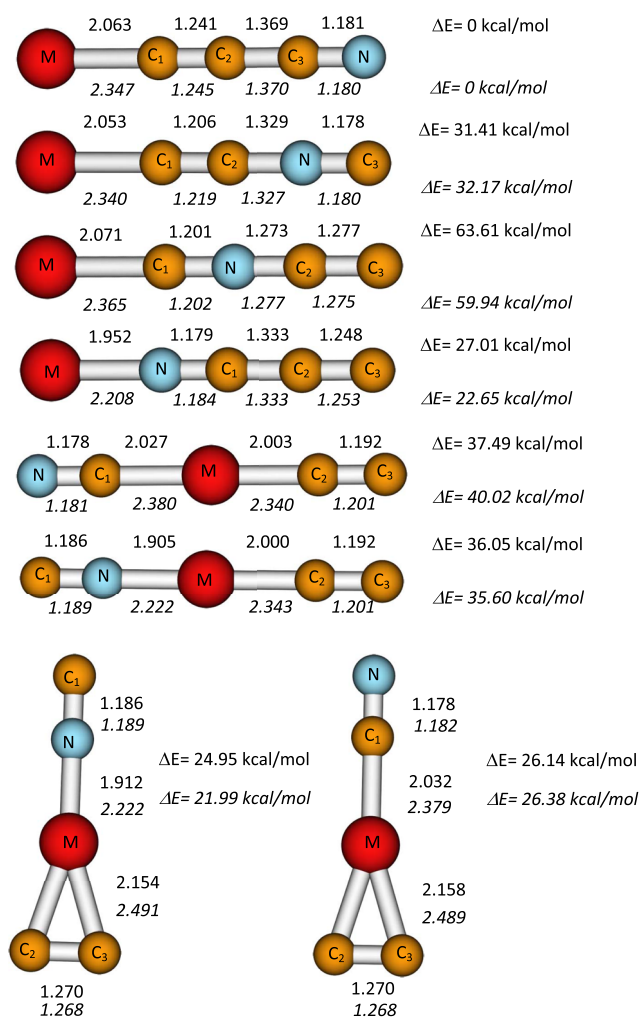 2.063 1.241 1.369 1.181 ΔE= 0 kcal/mol
M C₁ C₂ C₃ N
2.347 1.245 1.370 1.180 ΔE= 0 kcal/mol
2.053 1.206 1.329 1.178 ΔE= 31.41 kcal/mol
M C₁ C₂ N C₃
2.340 1.219 1.327 1.180 ΔE= 32.17 kcal/mol
2.071 1.201 1.273 1.277 ΔE= 63.61 kcal/mol
M C₁ N C₂ C₃
2.365 1.202 1.277 1.275 ΔE= 59.94 kcal/mol
1.952 1.179 1.333 1.248 ΔE= 27.01 kcal/mol
M N C₁ C₂ C₃
2.208 1.184 1.333 1.253 ΔE= 22.65 kcal/mol
1.178 2.027 2.003 1.192 ΔE= 37.49 kcal/mol
N C₁ M C₂ C₃
1.181 2.380 2.340 1.201 ΔE= 40.02 kcal/mol
1.186 1.905 2.000 1.192 ΔE= 36.05 kcal/mol
C₁ N M C₂ C₃
1.189 2.222 2.343 1.201 ΔE= 35.60 kcal/mol
C₁
1.186
1.189
N
ΔE= 24.95 kcal/mol
1.912
ΔE= 21.99 kcal/mol
2.222
M
2.154
2.491
C₂ C₃
1.270
1.268
N
1.178
1.182
C₁
ΔE= 26.14 kcal/mol
2.032
ΔE= 26.38 kcal/mol
2.379
M
2.158
2.489
C₂ C₃
1.270
1.268